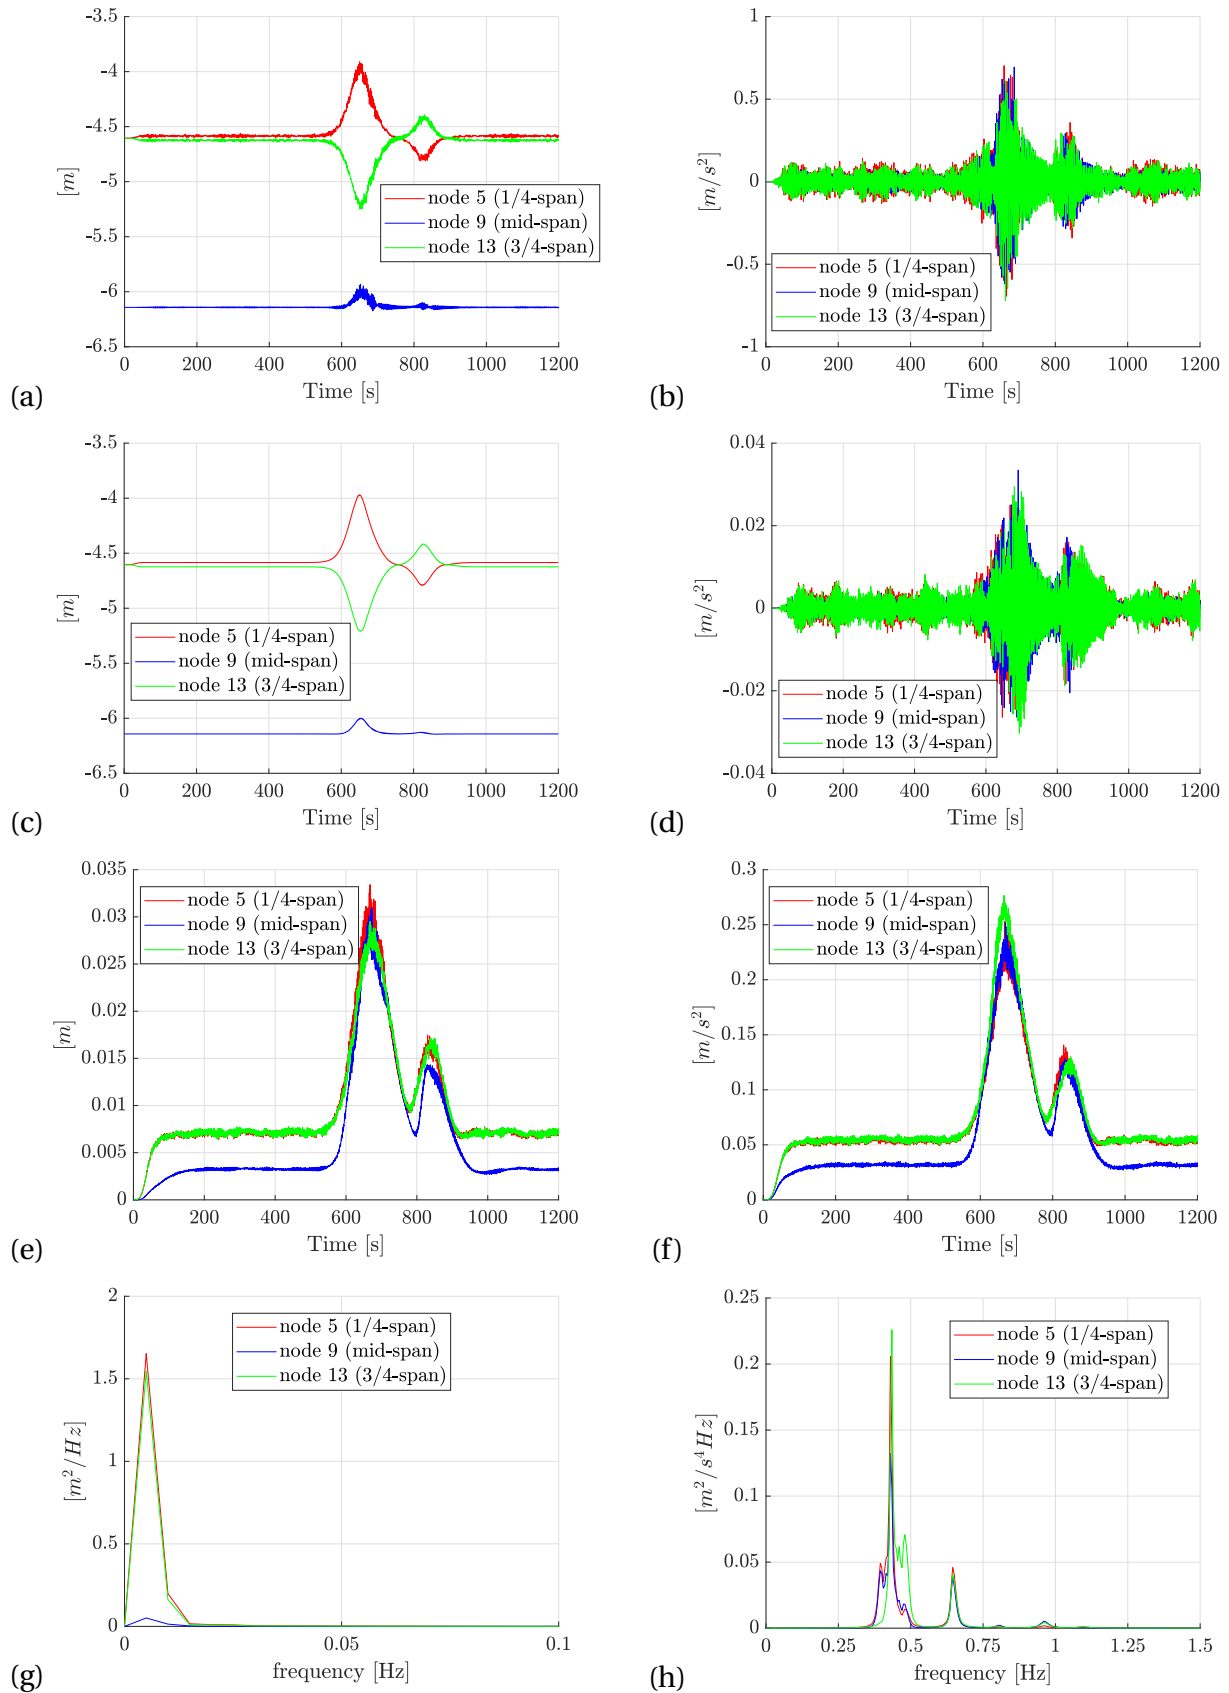 -3.5
-4
-4.5
-5
-5.5
-6
-6.5
[m]
node 5 (1/4-span)
node 9 (mid-span)
node 13 (3/4-span)
0 200 400 600 800 1000 1200
Time [s]
(a)
1
0.5
0
-0.5
-1
[m/s²]
node 5 (1/4-span)
node 9 (mid-span)
node 13 (3/4-span)
0 200 400 600 800 1000 1200
Time [s]
(b)
-3.5
-4
-4.5
-5
-5.5
-6
-6.5
[m]
node 5 (1/4-span)
node 9 (mid-span)
node 13 (3/4-span)
0 200 400 600 800 1000 1200
Time [s]
(c)
0.04
0.02
0
-0.02
-0.04
[m/s²]
node 5 (1/4-span)
node 9 (mid-span)
node 13 (3/4-span)
0 200 400 600 800 1000 1200
Time [s]
(d)
0.035
0.03
0.025
0.02
0.015
0.01
0.005
0
[m]
node 5 (1/4-span)
node 9 (mid-span)
node 13 (3/4-span)
0 200 400 600 800 1000 1200
Time [s]
(e)
0.3
0.25
0.2
0.15
0.1
0.05
0
[m/s²]
node 5 (1/4-span)
node 9 (mid-span)
node 13 (3/4-span)
0 200 400 600 800 1000 1200
Time [s]
(f)
2
1.5
1
0.5
0
[m²/Hz]
node 5 (1/4-span)
node 9 (mid-span)
node 13 (3/4-span)
0 0.05 0.1
frequency [Hz]
(g)
0.25
0.2
0.15
0.1
0.05
0
[m²/s⁴Hz]
node 5 (1/4-span)
node 9 (mid-span)
node 13 (3/4-span)
0 0.25 0.5 0.75 1 1.25 1.5
frequency [Hz]
(h)